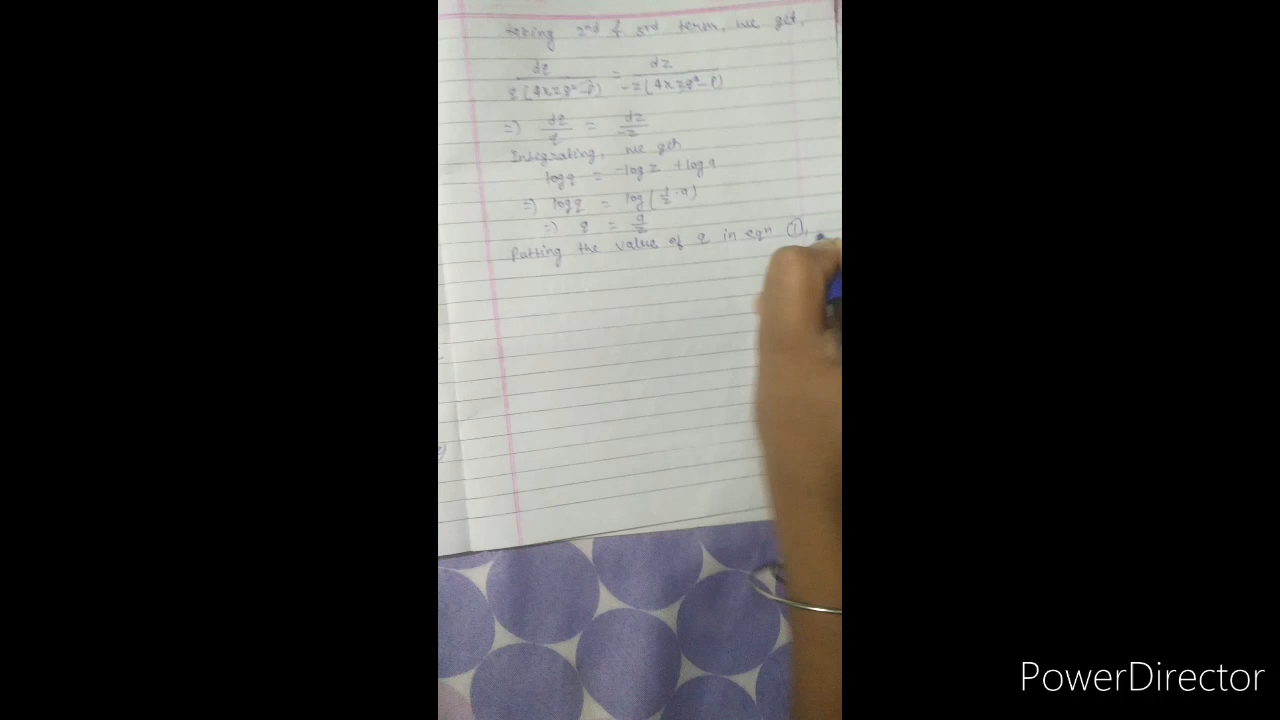 taking 2nd & 3rd term, we get,
dq / q(4xzq²-p) = dz / -z(4xzq²-p)
=) dq/q = dz/-z
Integrating, we get
log q = -log z + log a
=) log q = log(1/z · a)
=) q = a/z
Putting the value of q in eqn ①,
PowerDirector